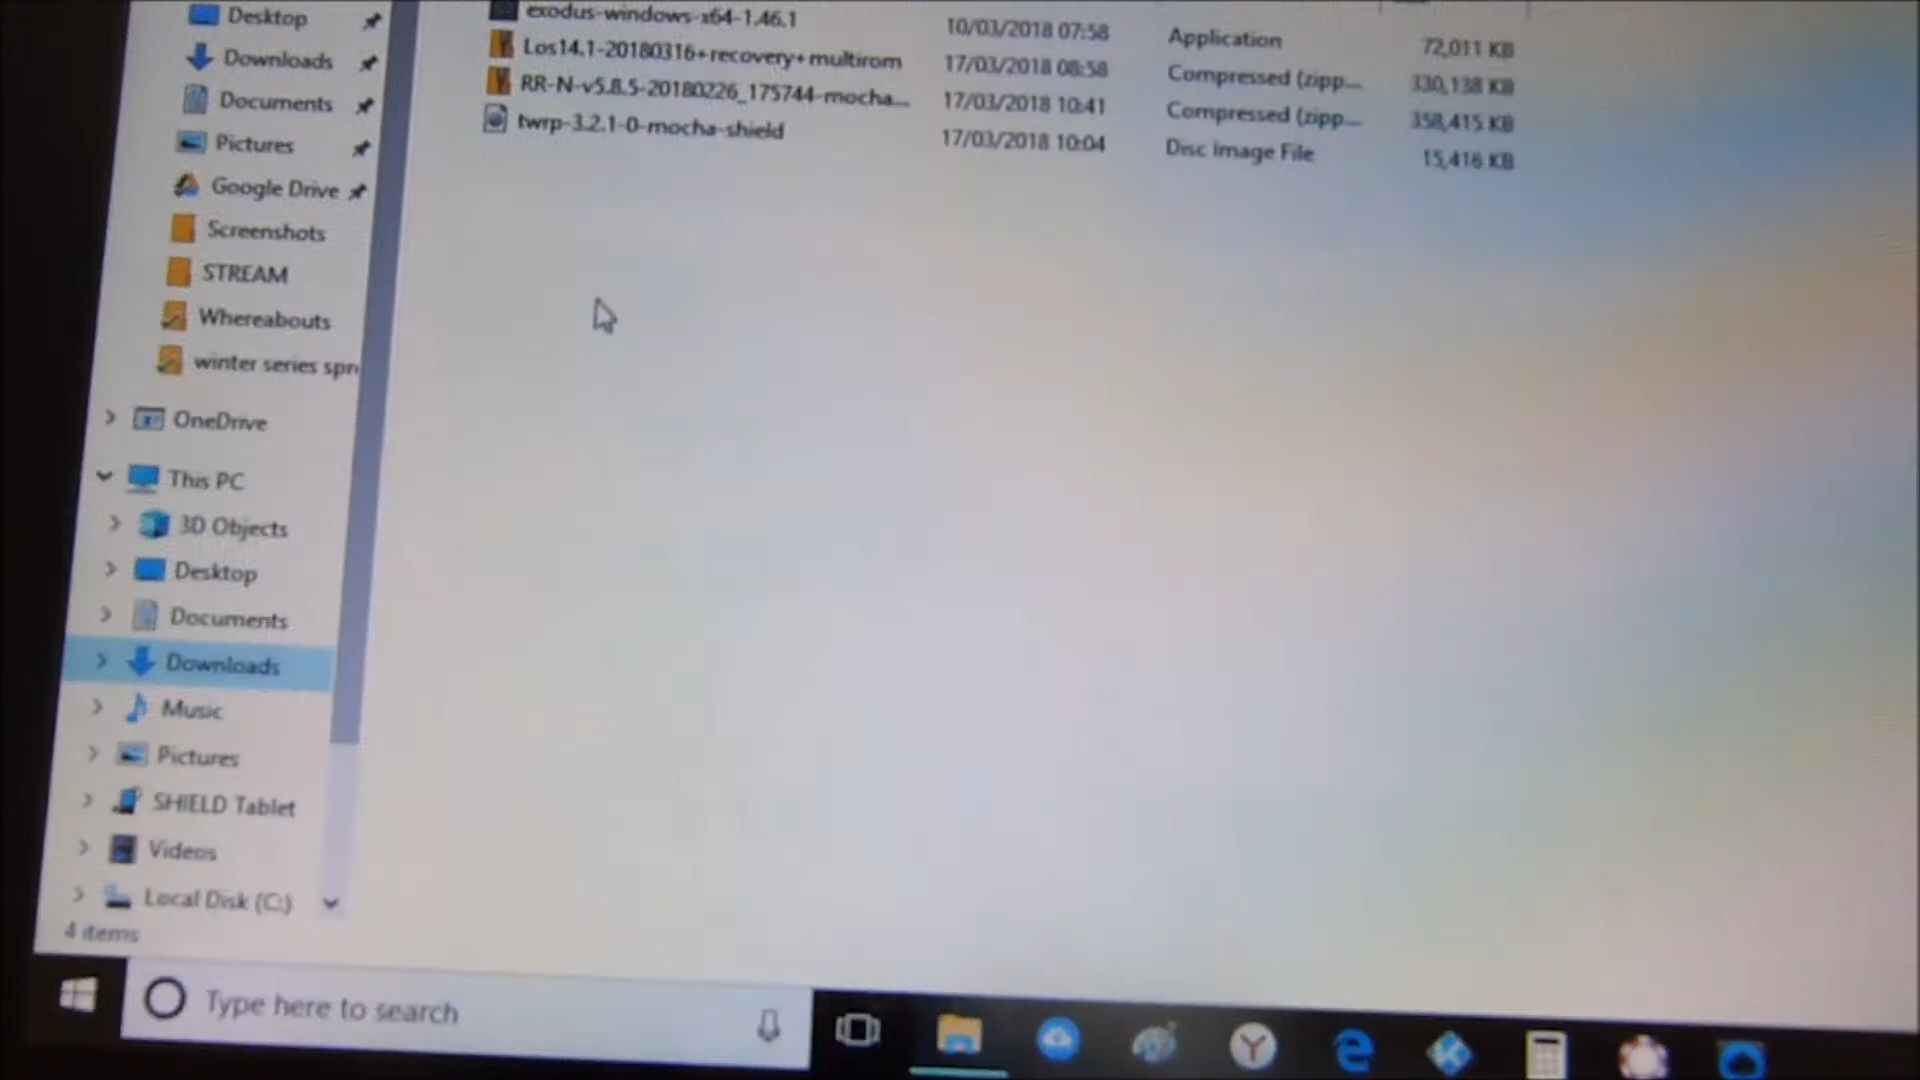 Desktop
Downloads
Documents
Pictures
Google Drive
Screenshots
STREAM
Whereabouts
winter series spr
OneDrive
This PC
3D Objects
Desktop
Documents
Downloads
Music
Pictures
SHIELD Tablet
Videos
Local Disk (C:)
4 items
exodus-windows-x64-1.46.1 10/03/2018 07:58 Application 72,011 KB
Los14.1-20180316+recovery+multirom 17/03/2018 08:58 Compressed (zipp... 330,138 KB
RR-N-v5.8.5-20180226_175744-mocha... 17/03/2018 10:41 Compressed (zipp... 358,415 KB
twrp-3.2.1-0-mocha-shield 17/03/2018 10:04 Disc Image File 15,416 KB
Type here to search